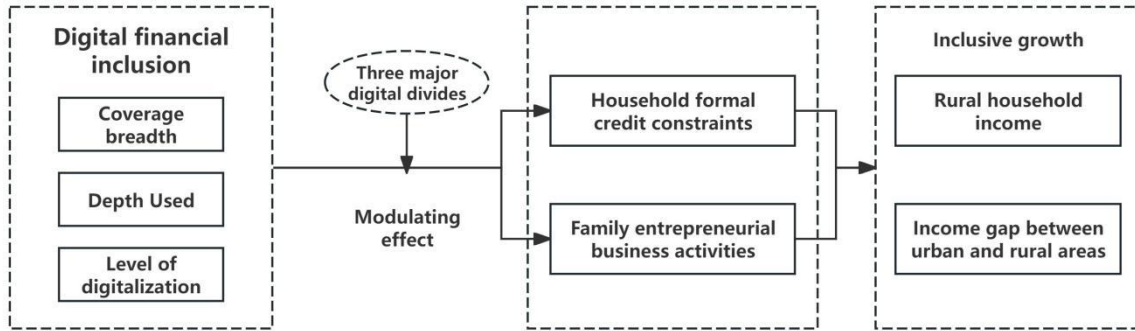 Digital financial
inclusion
Coverage
breadth
Depth Used
Level of
digitalization
Three major
digital divides
Modulating
effect
Household formal
credit constraints
Family entrepreneurial
business activities
Inclusive growth
Rural household
income
Income gap between
urban and rural areas